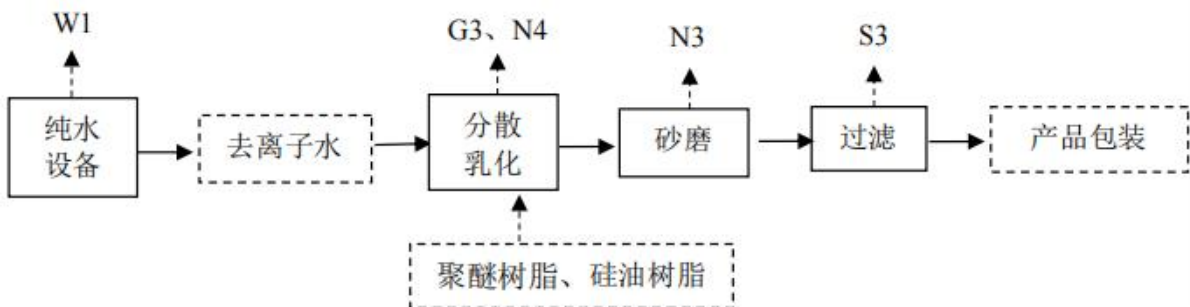 W1
G3、N4
N3
S3
纯水
设备
去离子水
分散
乳化
砂磨
过滤
产品包装
聚醚树脂、硅油树脂